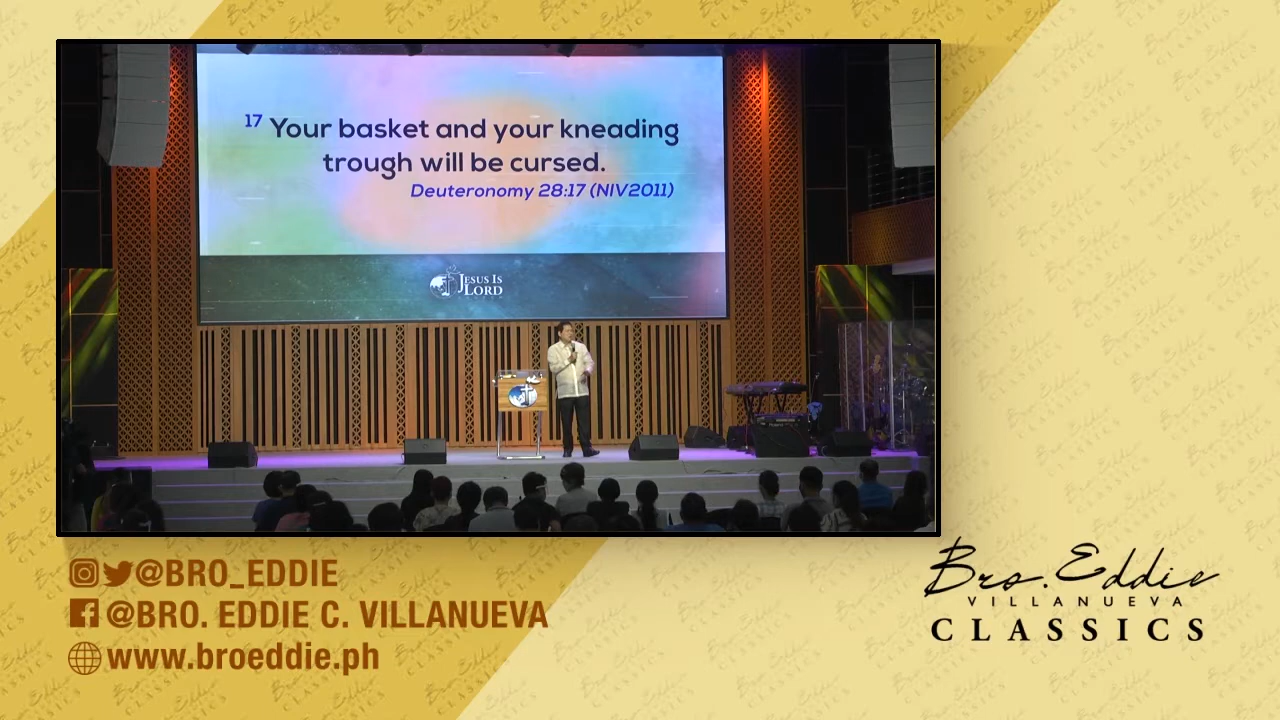 17 Your basket and your kneading
trough will be cursed.
Deuteronomy 28:17 (NIV2011)
JESUS IS
LORD
@BRO_EDDIE
@BRO. EDDIE C. VILLANUEVA
www.broeddie.ph
Bro. Eddie
VILLANUEVA
CLASSICS